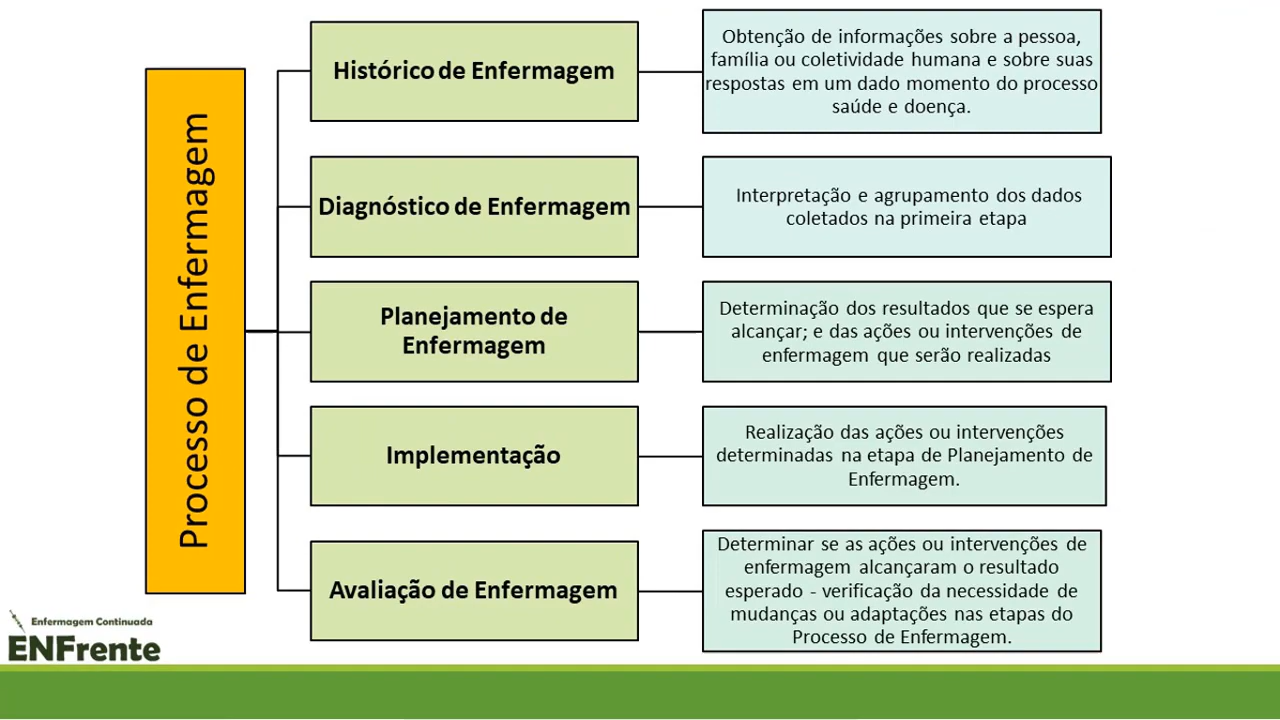 Processo de Enfermagem
Histórico de Enfermagem
Obtenção de informações sobre a pessoa,
família ou coletividade humana e sobre suas
respostas em um dado momento do processo
saúde e doença.
Diagnóstico de Enfermagem
Interpretação e agrupamento dos dados
coletados na primeira etapa
Planejamento de
Enfermagem
Determinação dos resultados que se espera
alcançar; e das ações ou intervenções de
enfermagem que serão realizadas
Implementação
Realização das ações ou intervenções
determinadas na etapa de Planejamento de
Enfermagem.
Avaliação de Enfermagem
Determinar se as ações ou intervenções de
enfermagem alcançaram o resultado
esperado - verificação da necessidade de
mudanças ou adaptações nas etapas do
Processo de Enfermagem.
Enfermagem Continuada
ENFrente